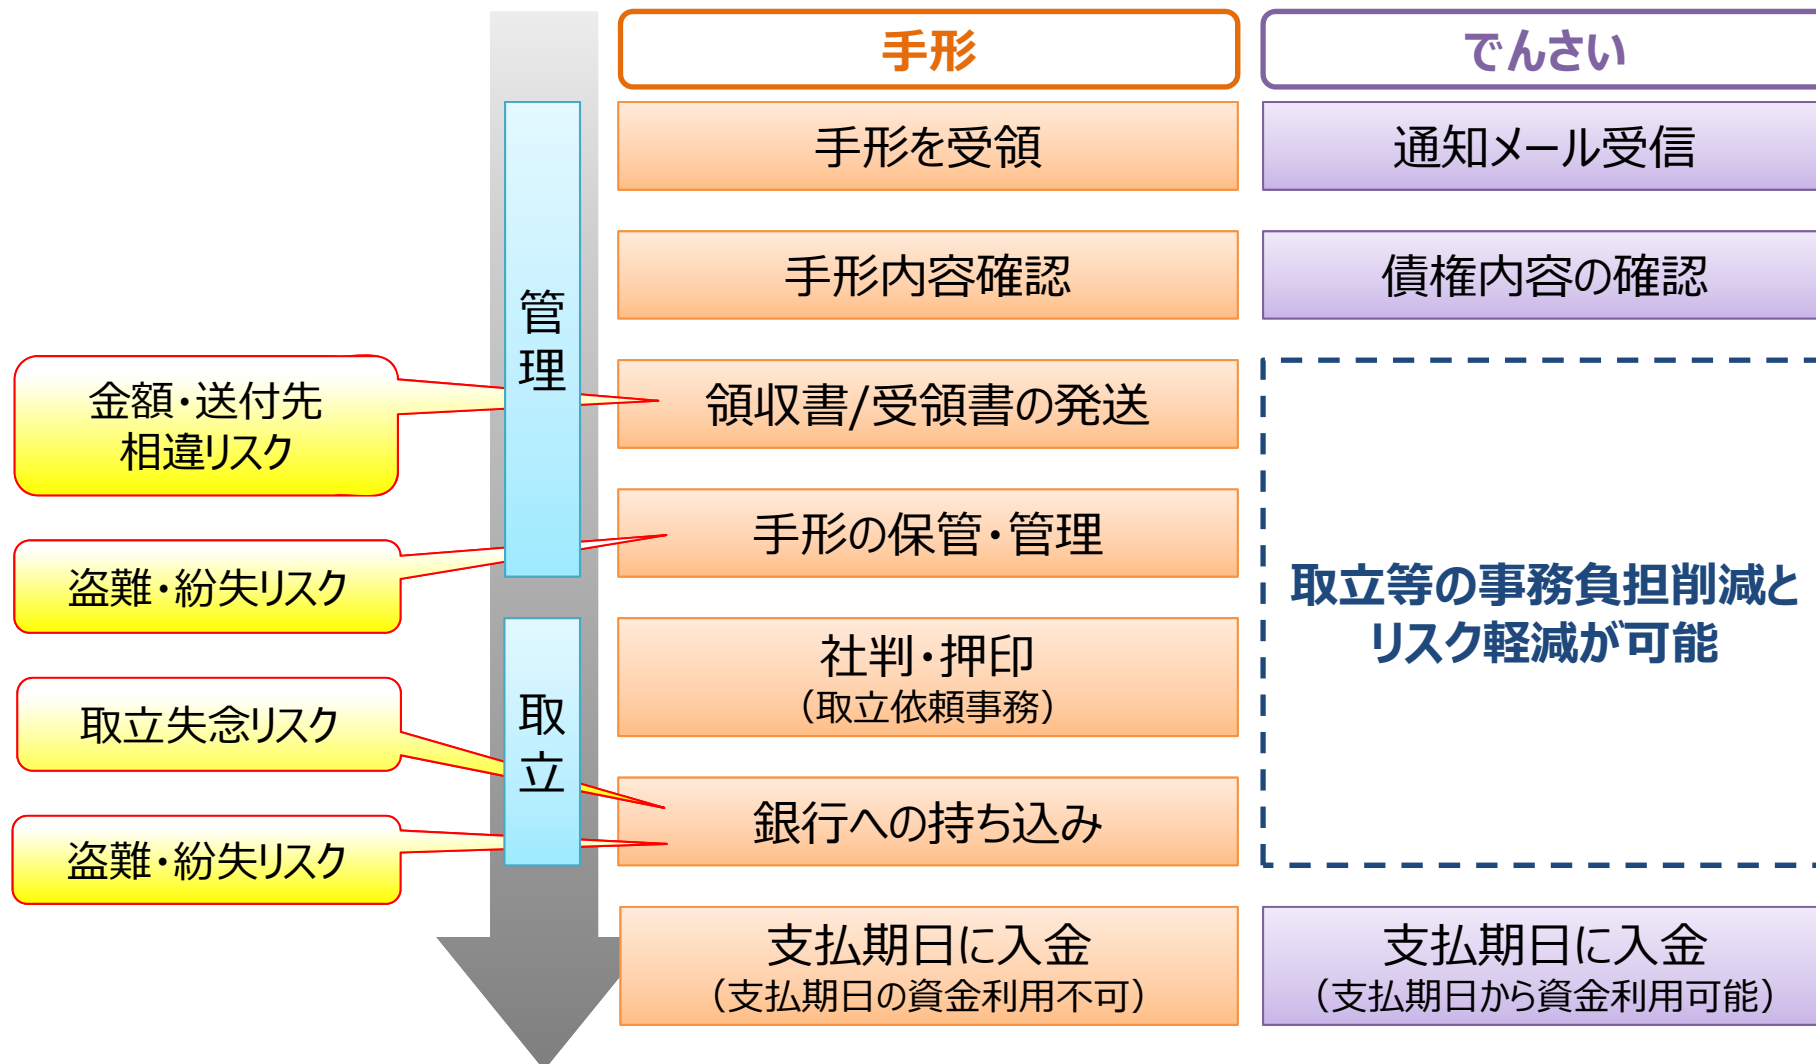 手形
でんさい
手形を受領
通知メール受信
手形内容確認
債権内容の確認
管
理
金額・送付先
相違リスク
領収書/受領書の発送
手形の保管・管理
盗難・紛失リスク
取立等の事務負担削減と
リスク軽減が可能
社判・押印
（取立依頼事務）
取
立
取立失念リスク
銀行への持ち込み
盗難・紛失リスク
支払期日に入金
（支払期日の資金利用不可）
支払期日に入金
（支払期日から資金利用可能）